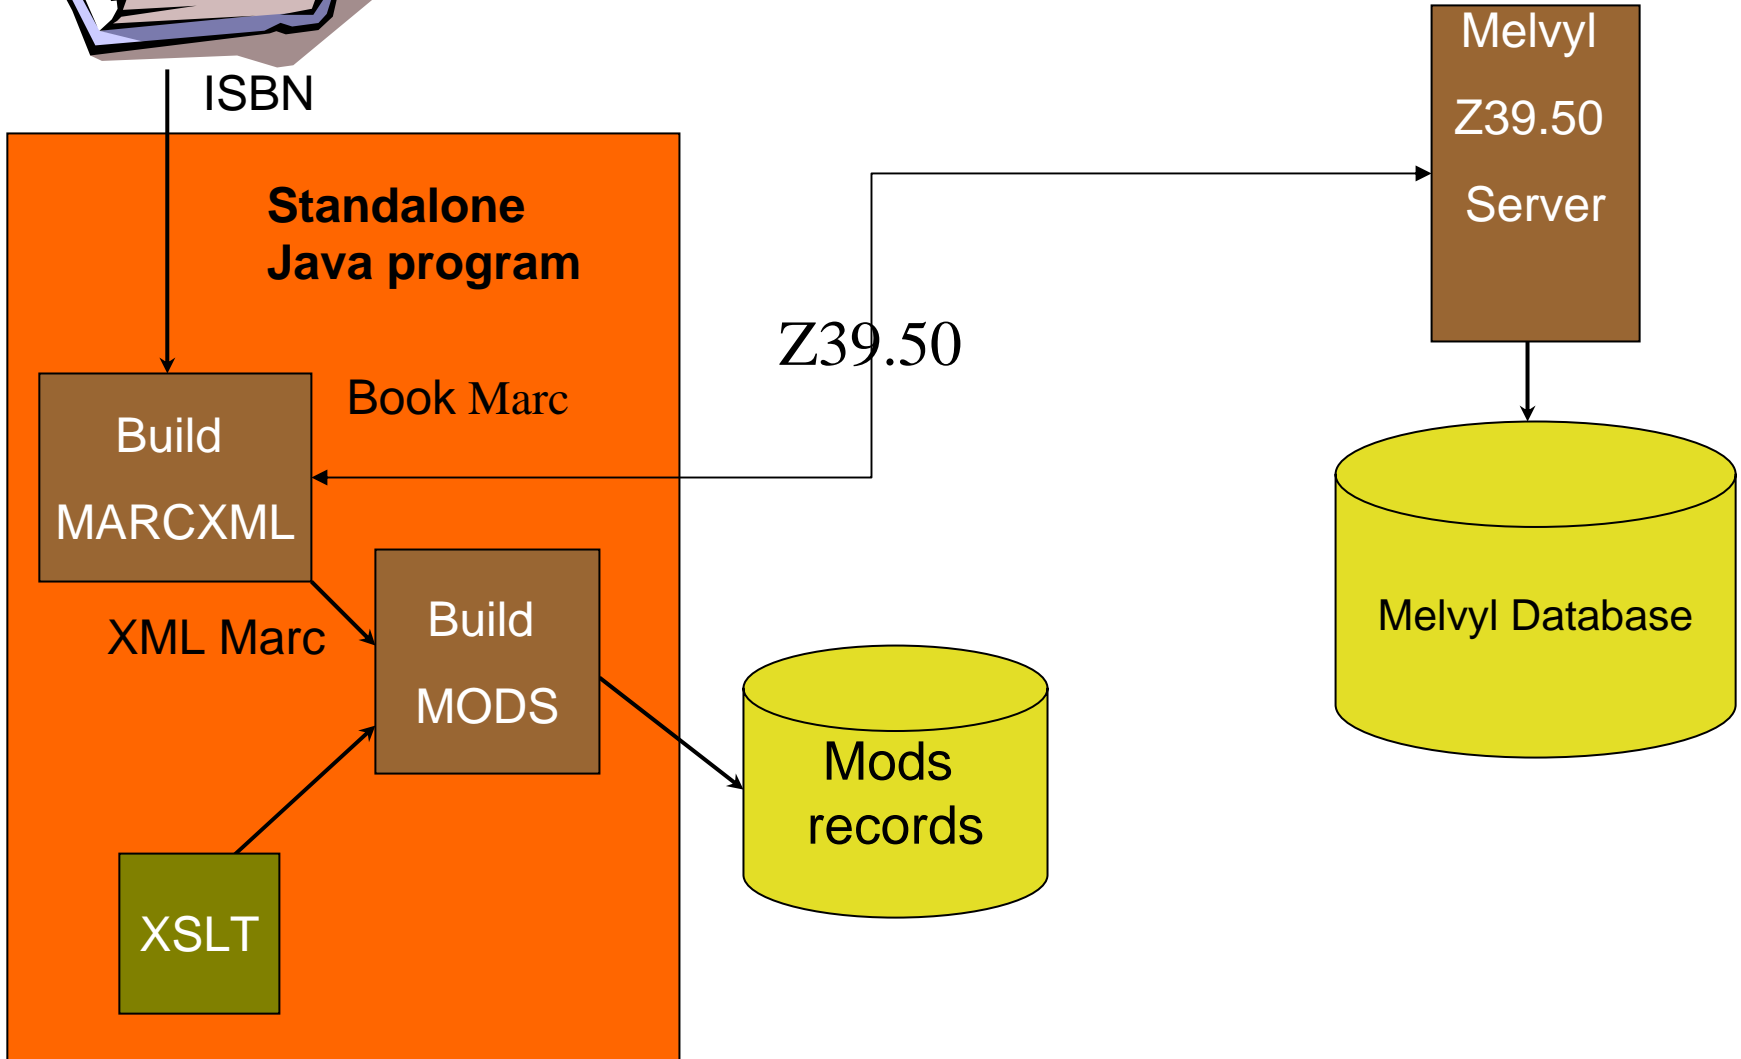 ISBN
Standalone
Java program
Book Marc
Build
MARCXML
XML Marc
Build
MODS
XSLT
Z39.50
Mods
records
Melvyl
Z39.50
Server
Melvyl Database